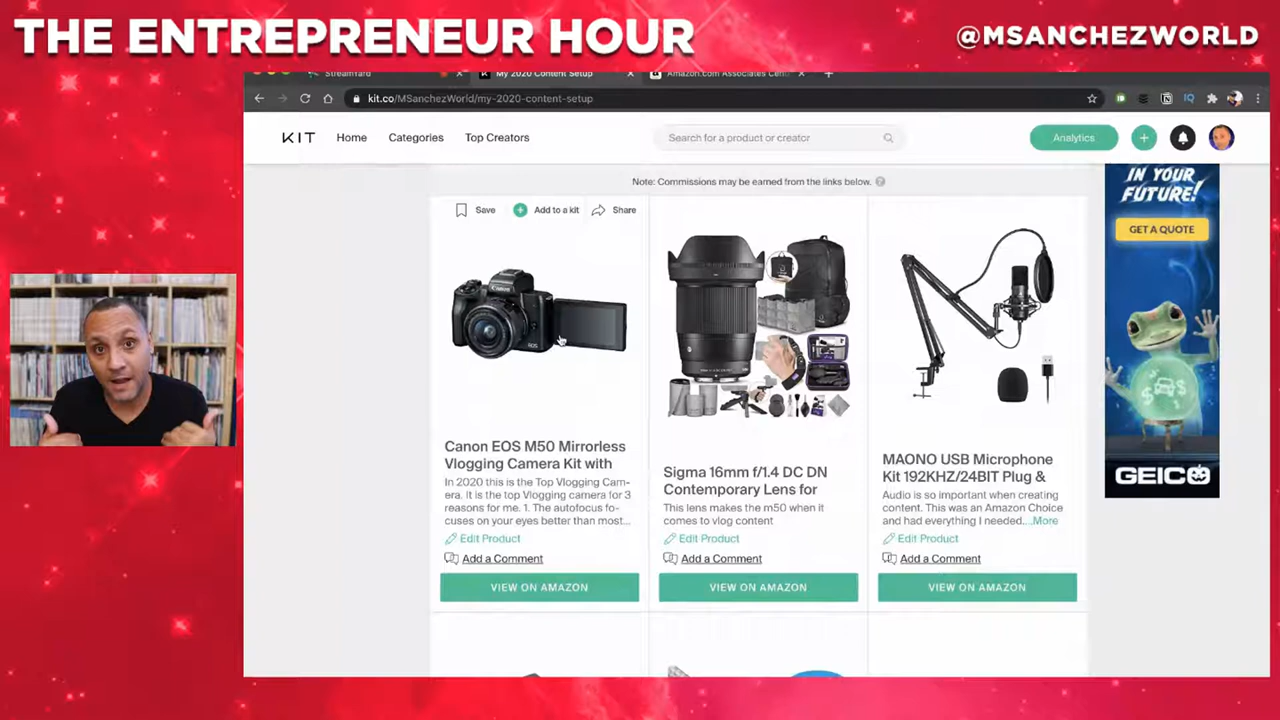 THE ENTREPRENEUR HOUR
@MSANCHEZWORLD
StreamYard
My 2020 Content Setup
Amazon.com Associates Cent
kit.co/MSanchezWorld/my-2020-content-setup
KIT
Home
Categories
Top Creators
Search for a product or creator
Analytics
Note: Commissions may be earned from the links below.
Save
Add to a kit
Share
Canon EOS M50 Mirrorless
Vlogging Camera Kit with
In 2020 this is the Top Vlogging Cam-
era. It is the top Vlogging camera for 3
reasons for me. 1. The autofocus fo-
cuses on your eyes better than most...
Edit Product
Add a Comment
VIEW ON AMAZON
Sigma 16mm f/1.4 DC DN
Contemporary Lens for
This lens makes the m50 when it
comes to vlog content
Edit Product
Add a Comment
VIEW ON AMAZON
MAONO USB Microphone
Kit 192KHZ/24BIT Plug &
Audio is so important when creating
content. This was an Amazon Choice
and had everything I needed....More
Edit Product
Add a Comment
VIEW ON AMAZON
IN YOUR
FUTURE!
GET A QUOTE
GEICO